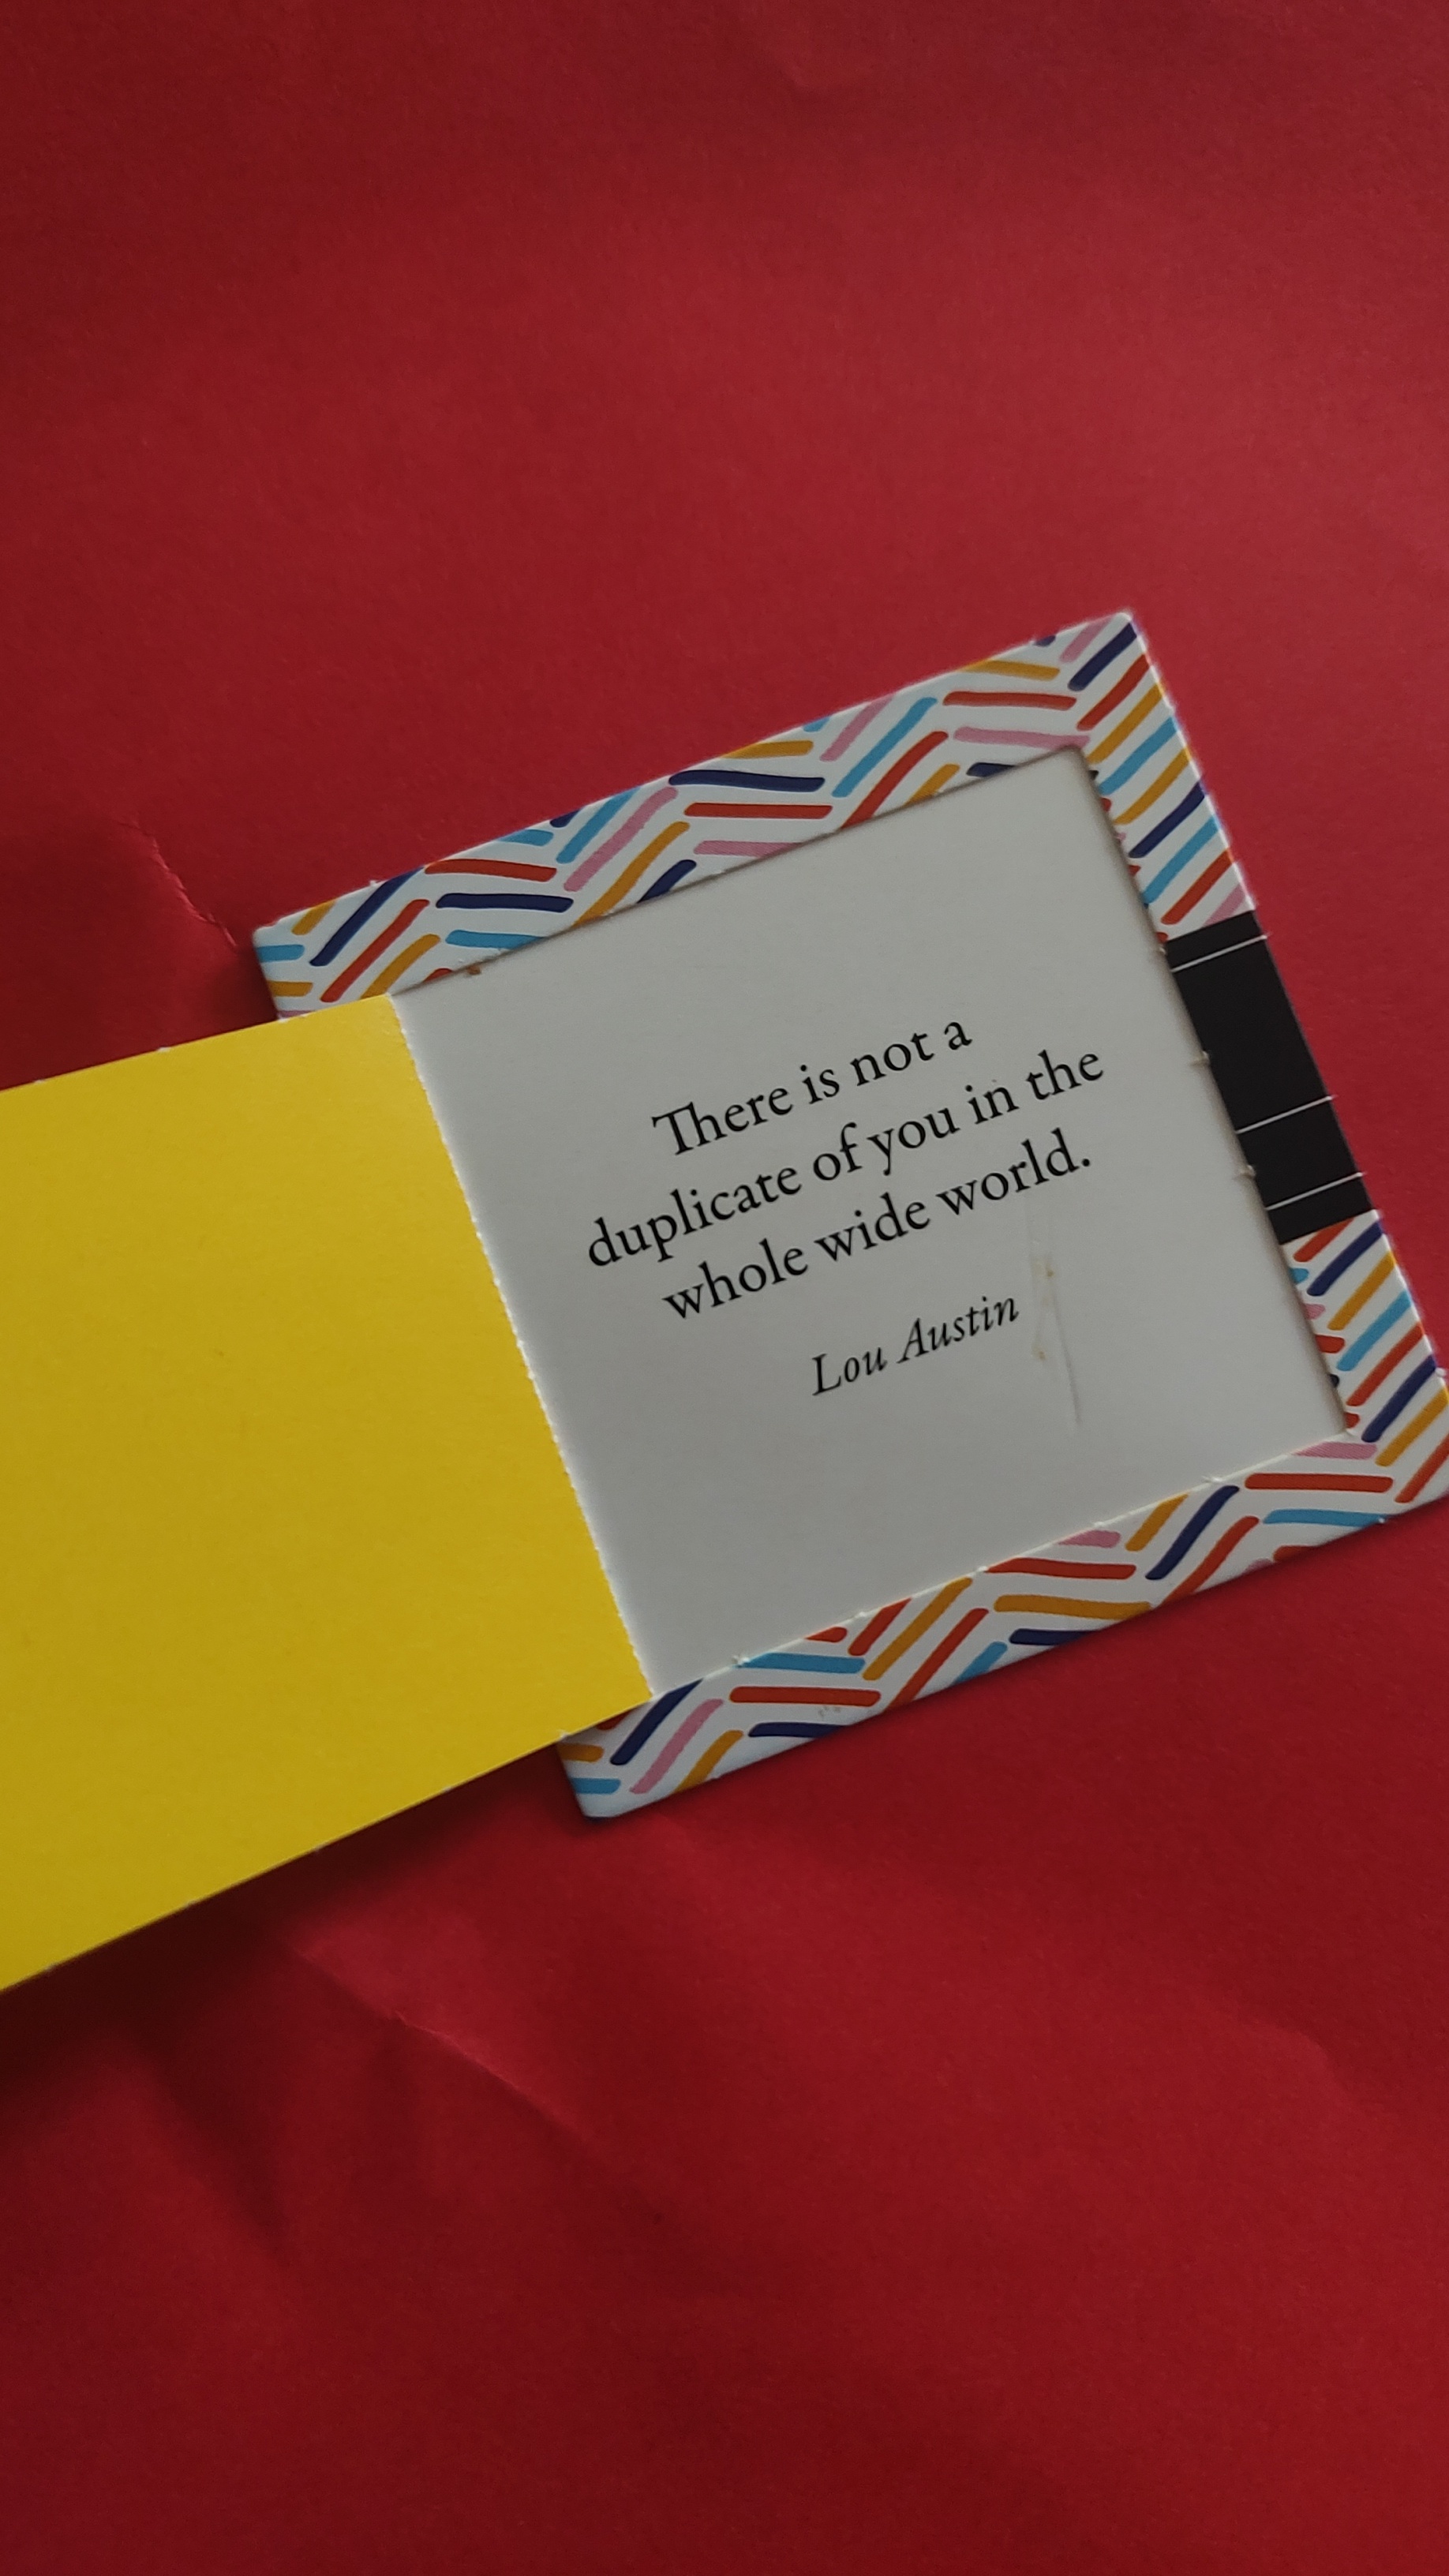 There is not a
duplicate of you in the
whole wide world.
Lou Austin